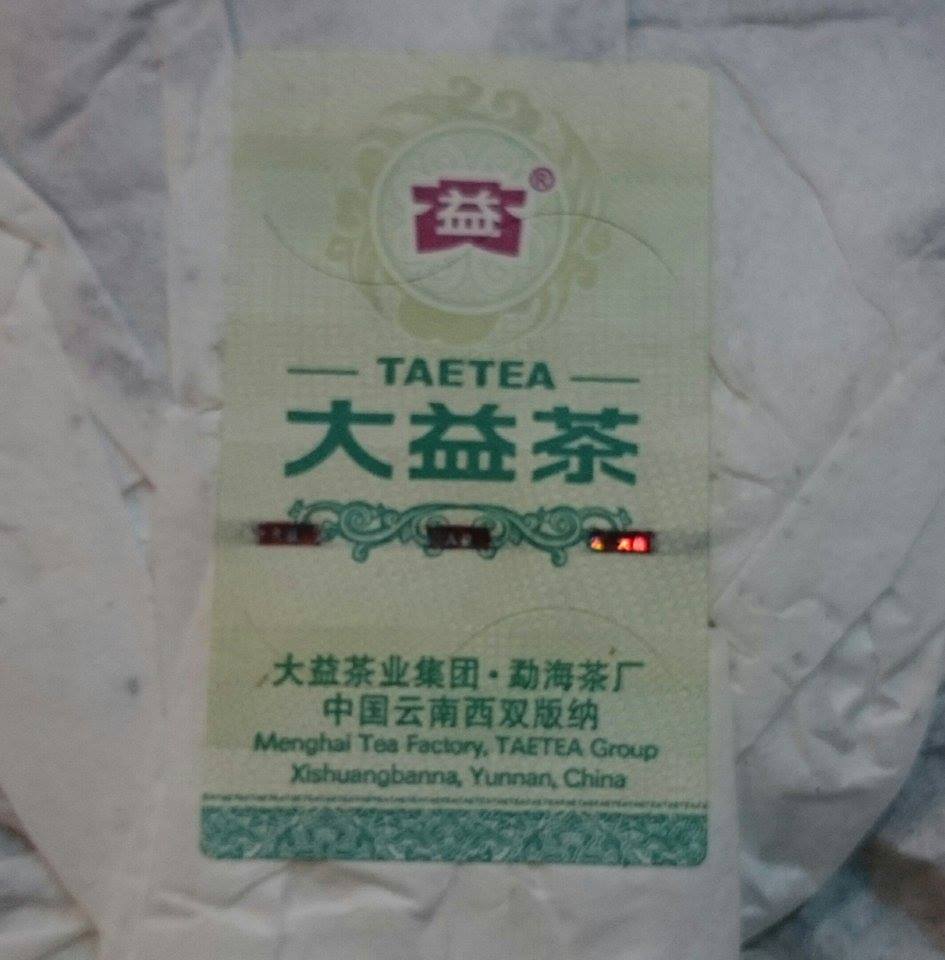 益®
TAETEA
大益茶
大益茶业集团·勐海茶厂
中国云南西双版纳
Menghai Tea Factory, TAETEA Group
Xishuangbanna, Yunnan, China